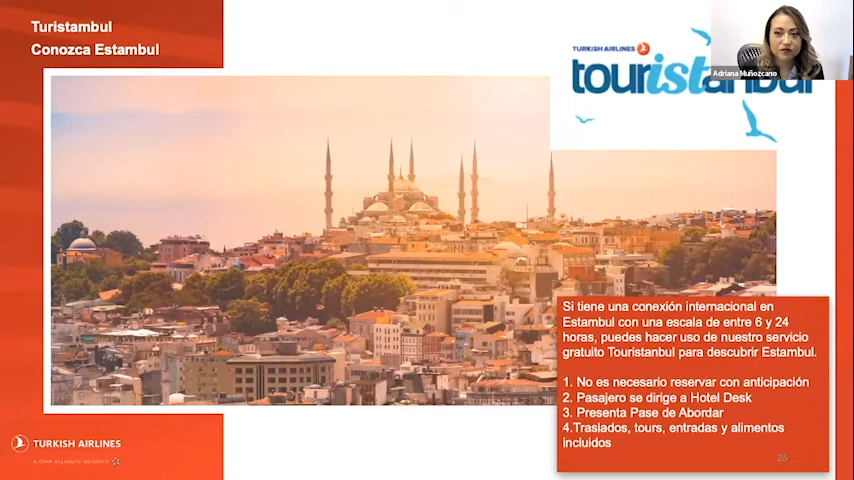 Turistambul
Conozca Estambul
TURKISH AIRLINES
touristanbul
Adriana Muñozcano
Si tiene una conexión internacional en
Estambul con una escala de entre 6 y 24
horas, puedes hacer uso de nuestro servicio
gratuito Touristanbul para descubrir Estambul.
1. No es necesario reservar con anticipación
2. Pasajero se dirige a Hotel Desk
3. Presenta Pase de Abordar
4.Traslados, tours, entradas y alimentos
incluidos
25
TURKISH AIRLINES
A STAR ALLIANCE MEMBER